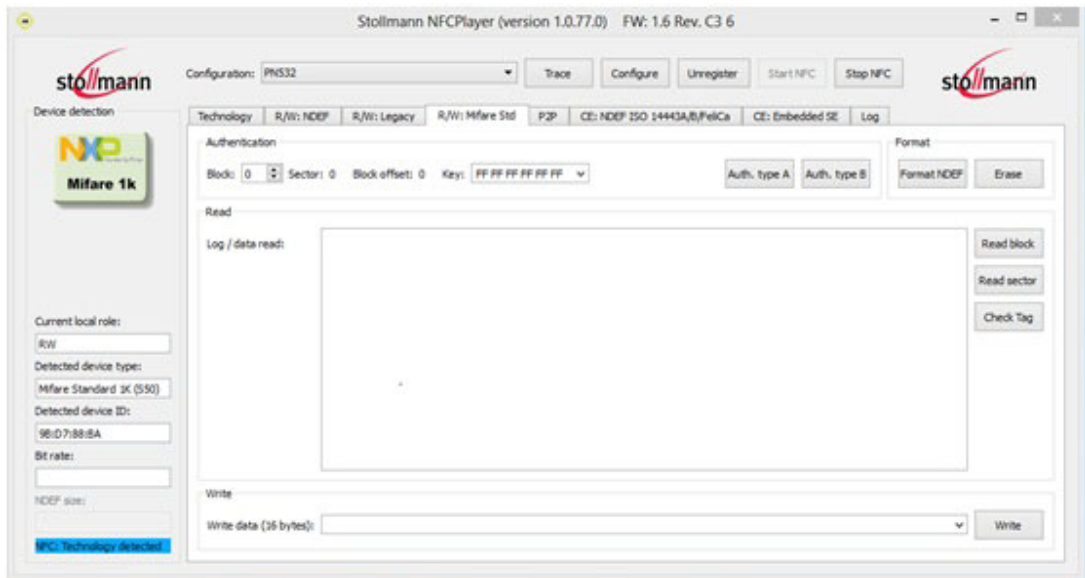 Stollmann NFCPlayer (version 1.0.77.0) FW: 1.6 Rev. C3 6
stollmann
Configuration: PN532 Trace Configure Unregister Start NFC Stop NFC
stollmann
Device detection
NXP
Mifare 1k
Technology R/W: NDEF R/W: Legacy R/W: Mifare Std P2P CE: NDEF ISO 14443A/B/FeliCa CE: Embedded SE Log
Authentication
Block: 0 Sector: 0 Block offset: 0 Key: FF FF FF FF FF FF Auth. type A Auth. type B
Format
Format NDEF Erase
Read
Log / data read:
Read block
Read sector
Check Tag
Current local role:
RW
Detected device type:
Mifare Standard 1K (S50)
Detected device ID:
9B:D7:88:BA
Bit rate:
NDEF size:
NFC: Technology detected
Write
Write data (16 bytes): Write